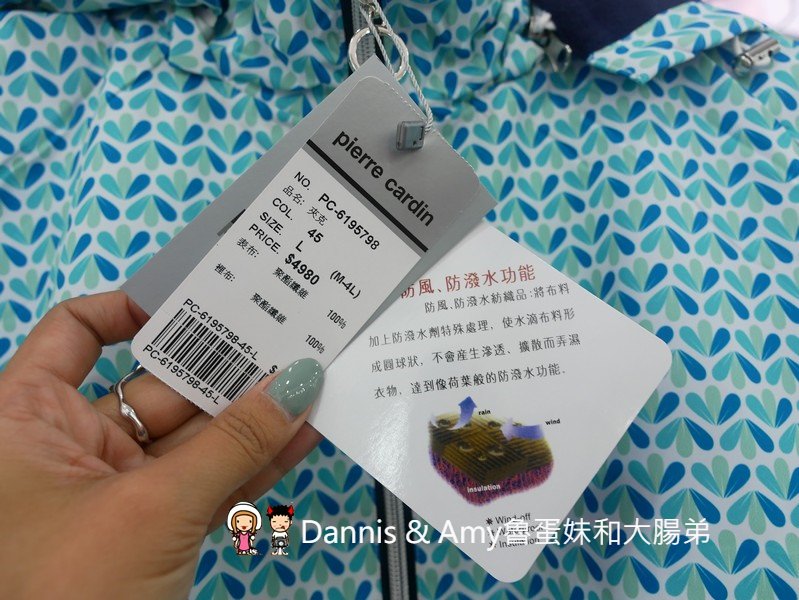 pierre cardin
NO. PC-6195798
品名: 夾克
COL. 45
SIZE. L (M-4L)
PRICE. $4980
表布: 聚酯纖維 100%
裡布: 聚酯纖維 100%
PC-6195798-45-L
PC-6195798-45-L
$
防風、防潑水功能
防風、防潑水紡織品:將布料
加上防潑水劑特殊處理，使水滴布料形
成圓球狀，不會産生滲透、擴散而弄濕
衣物，達到像荷葉般的防潑水功能.
rain
wind
insulation
✱ Wind-off
Dannis & Amy魯蛋妹和大腸弟